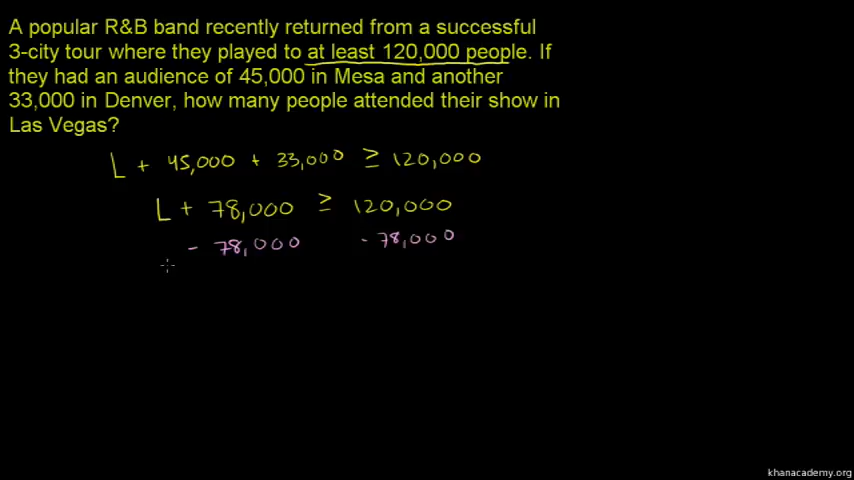 A popular R&B band recently returned from a successful
3-city tour where they played to at least 120,000 people. If
they had an audience of 45,000 in Mesa and another
33,000 in Denver, how many people attended their show in
Las Vegas?
L + 45,000 + 33,000 ≥ 120,000
L + 78,000 ≥ 120,000
- 78,000 - 78,000
khanacademy.org